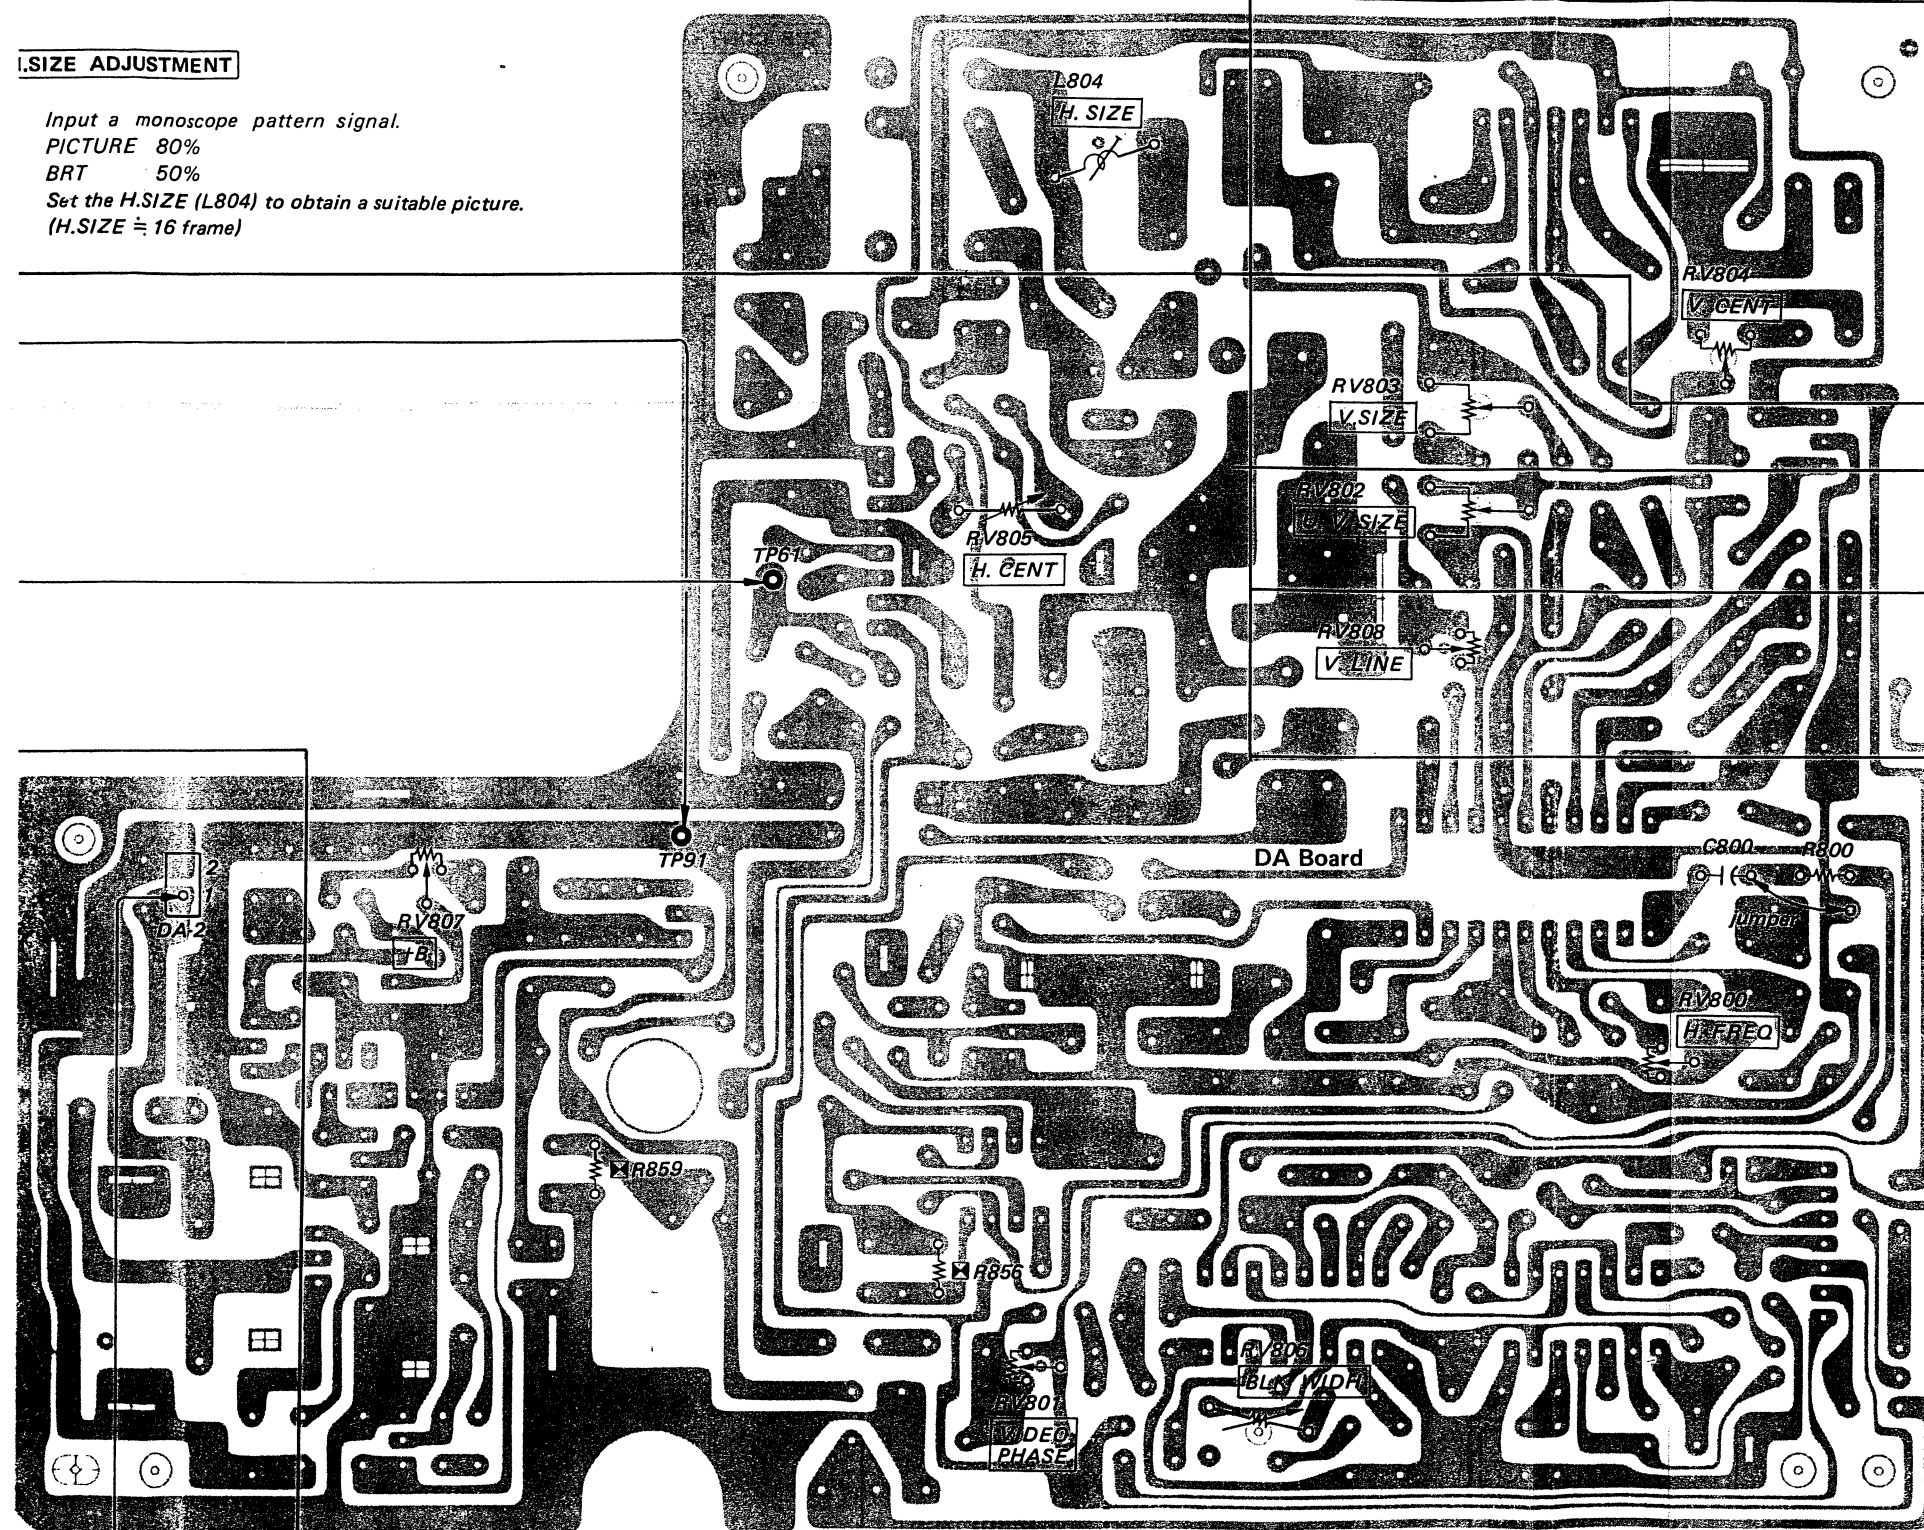 I.SIZE ADJUSTMENT
Input a monoscope pattern signal.
PICTURE 80%
BRT 50%
Set the H.SIZE (L804) to obtain a suitable picture.
(H.SIZE ≒ 16 frame)
L804
H. SIZE
RV804
V. CENT
RV803
V.SIZE
RV802
U. V. SIZE
RV805
H. CENT
TP61
RV808
V. LINE
TP91
DA Board
C800
R800
jumper
2
1
DA-2
RV807
+B
RV800
H. FREQ
R859
R856
RV806
BLK WIDH
RV801
VIDEO
PHASE